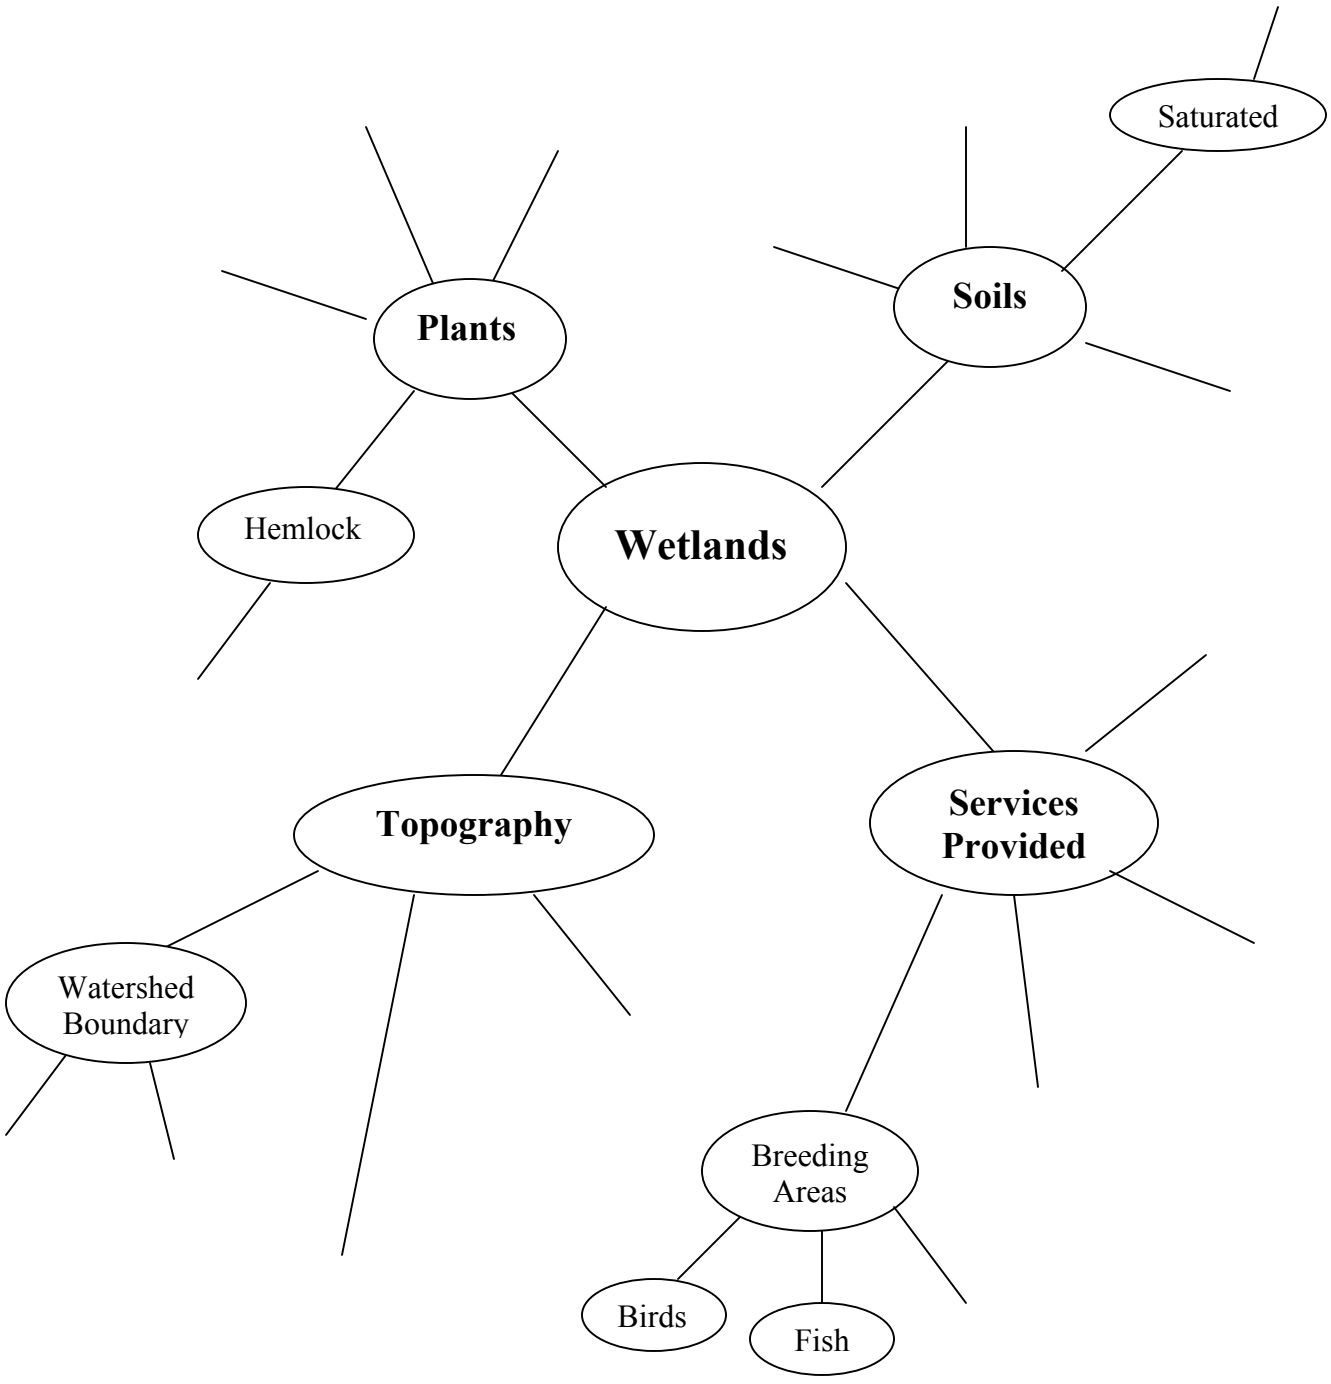 Saturated
Soils
Plants
Hemlock
Wetlands
Topography
Services
Provided
Watershed
Boundary
Breeding
Areas
Birds
Fish